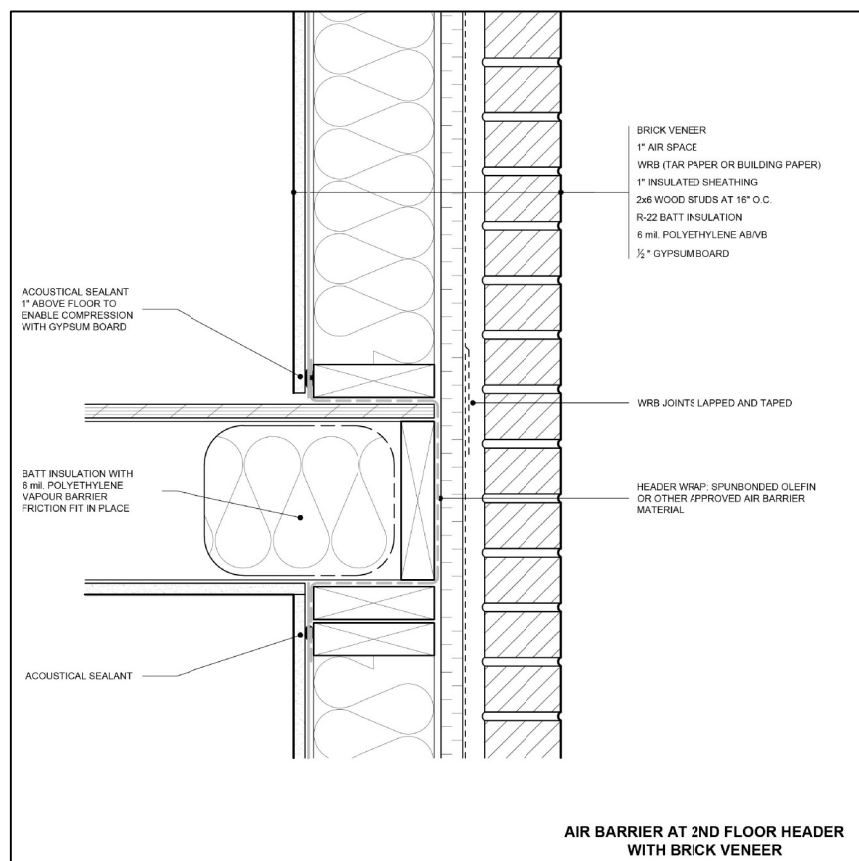 BRICK VENEER
1" AIR SPACE
WRB (TAR PAPER OR BUILDING PAPER)
1" INSULATED SHEATHING
2x6 WOOD STUDS AT 16" O.C.
R-22 BATT INSULATION
6 mil. POLYETHYLENE AB/VB
½" GYPSUMBOARD
ACOUSTICAL SEALANT
1" ABOVE FLOOR TO
ENABLE COMPRESSION
WITH GYPSUM BOARD
WRB JOINTS LAPPED AND TAPED
BATT INSULATION WITH
6 mil. POLYETHYLENE
VAPOUR BARRIER
FRICTION FIT IN PLACE
HEADER WRAP: SPUNBONDED OLEFIN
OR OTHER APPROVED AIR BARRIER
MATERIAL
ACOUSTICAL SEALANT
AIR BARRIER AT 2ND FLOOR HEADER
WITH BRICK VENEER